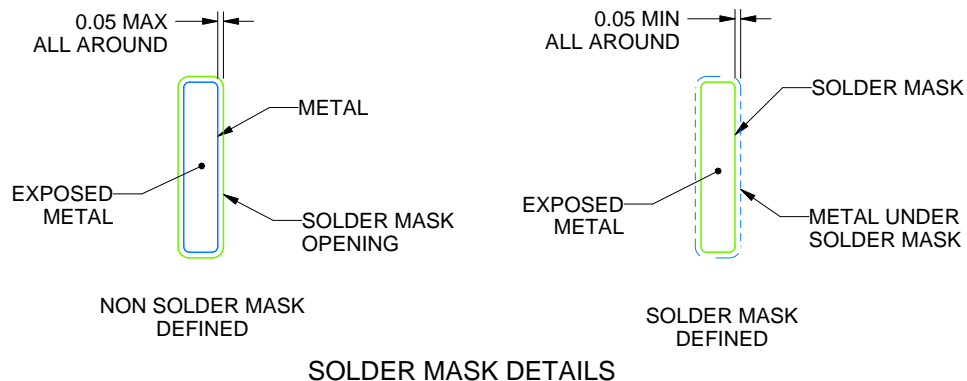 0.05 MAX
ALL AROUND
METAL
EXPOSED
METAL
SOLDER MASK
OPENING
NON SOLDER MASK
DEFINED
0.05 MIN
ALL AROUND
SOLDER MASK
EXPOSED
METAL
METAL UNDER
SOLDER MASK
SOLDER MASK
DEFINED
SOLDER MASK DETAILS